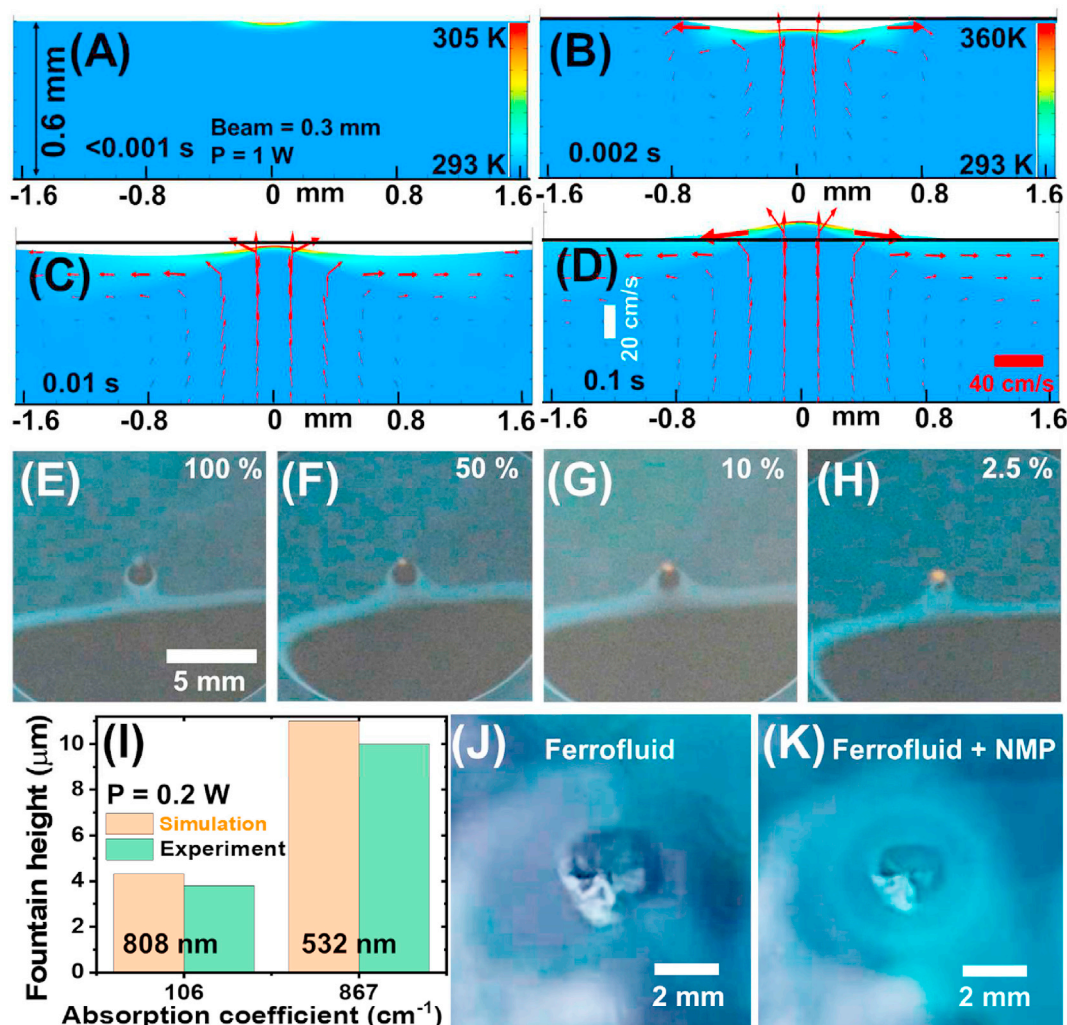 (A)
305 K
0.6 mm
Beam = 0.3 mm
P = 1 W
<0.001 s
293 K
-1.6 -0.8 0 mm 0.8 1.6
(B)
360K
0.002 s
293 K
-1.6 -0.8 0 mm 0.8 1.6
(C)
0.01 s
-1.6 -0.8 0 mm 0.8 1.6
(D)
20 cm/s
0.1 s
40 cm/s
-1.6 -0.8 0 mm 0.8 1.6
(E) 100 %
5 mm
(F) 50 %
(G) 10 %
(H) 2.5 %
(I)
Fountain height (μm)
10
8
6
4
2
0
P = 0.2 W
Simulation
Experiment
808 nm
532 nm
106 867
Absorption coefficient (cm⁻¹)
(J) Ferrofluid
2 mm
(K) Ferrofluid + NMP
2 mm